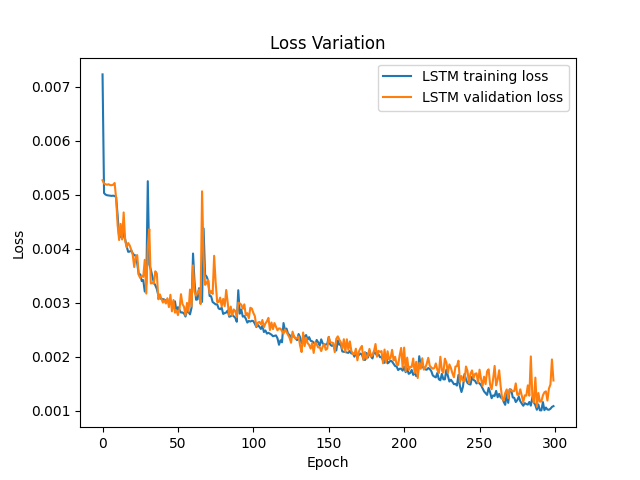 Loss Variation
LSTM training loss
LSTM validation loss
0.007
0.006
0.005
0.004
0.003
0.002
0.001
Loss
0
50
100
150
200
250
300
Epoch